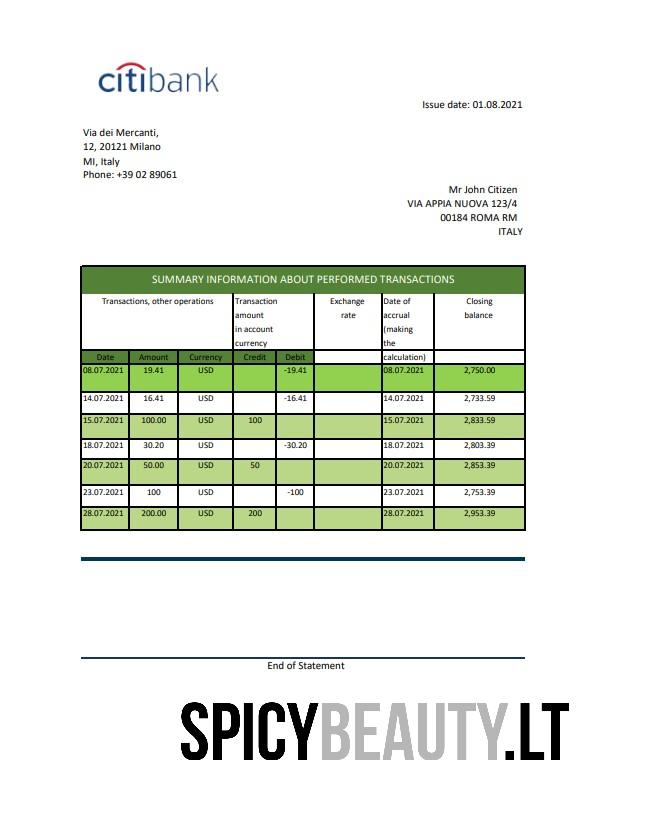 citibank
Issue date: 01.08.2021
Via dei Mercanti,
12, 20121 Milano
MI, Italy
Phone: +39 02 89061
Mr John Citizen
VIA APPIA NUOVA 123/4
00184 ROMA RM
ITALY
SUMMARY INFORMATION ABOUT PERFORMED TRANSACTIONS
Transactions, other operations Transaction Exchange Date of Closing
amount rate accrual balance
in account (making
currency the
Date Amount Currency Credit Debit calculation)
08.07.2021 19.41 USD -19.41 08.07.2021 2,750.00
14.07.2021 16.41 USD -16.41 14.07.2021 2,733.59
15.07.2021 100.00 USD 100 15.07.2021 2,833.59
18.07.2021 30.20 USD -30.20 18.07.2021 2,803.39
20.07.2021 50.00 USD 50 20.07.2021 2,853.39
23.07.2021 100 USD -100 23.07.2021 2,753.39
28.07.2021 200.00 USD 200 28.07.2021 2,953.39
End of Statement
SPICYBEAUTY.LT